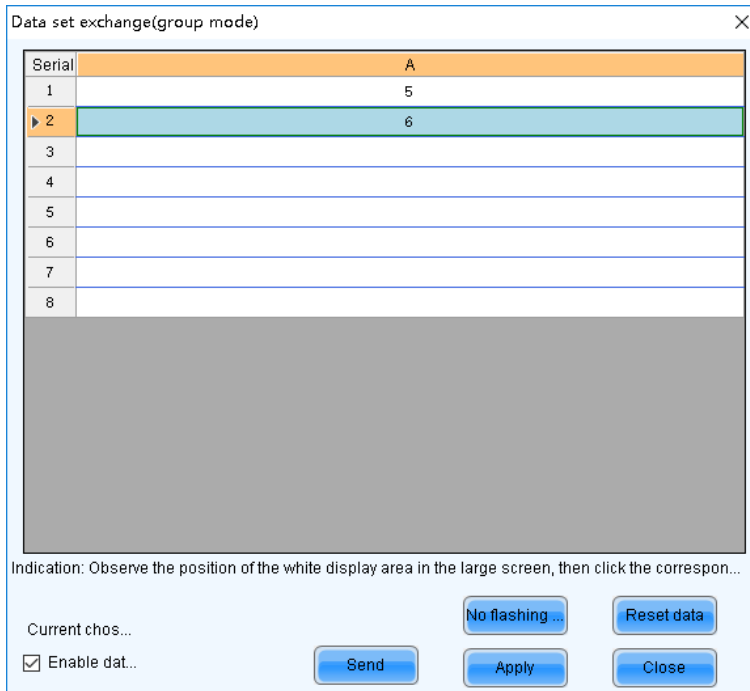 Data set exchange(group mode)
Serial A
1 5
2 6
3
4
5
6
7
8
Indication: Observe the position of the white display area in the large screen, then click the correspon...
No flashing ... Reset data
Current chos...
Enable dat... Send Apply Close